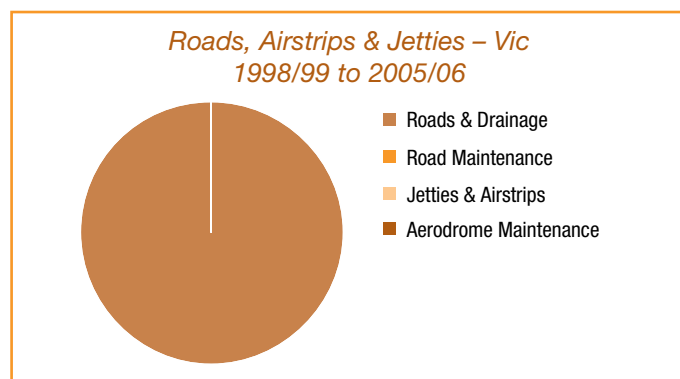 Roads, Airstrips & Jetties – Vic
1998/99 to 2005/06
Roads & Drainage
Road Maintenance
Jetties & Airstrips
Aerodrome Maintenance